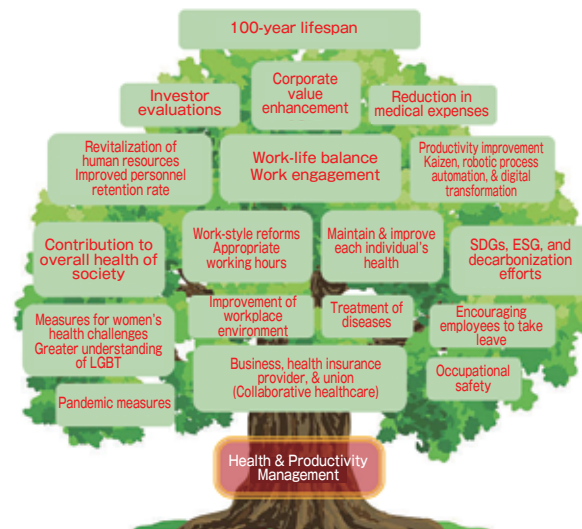 100-year lifespan
Investor
evaluations
Corporate
value
enhancement
Reduction in
medical expenses
Revitalization of
human resources
Improved personnel
retention rate
Work-life balance
Work engagement
Productivity improvement
Kaizen, robotic process
automation, & digital
transformation
Contribution to
overall health of
society
Work-style reforms
Appropriate
working hours
Maintain & improve
each individual's
health
SDGs, ESG, and
decarbonization
efforts
Measures for women's
health challenges
Greater understanding
of LGBT
Improvement of
workplace
environment
Treatment of
diseases
Encouraging
employees to take
leave
Business, health insurance
provider, & union
(Collaborative healthcare)
Occupational
safety
Pandemic measures
Health & Productivity
Management